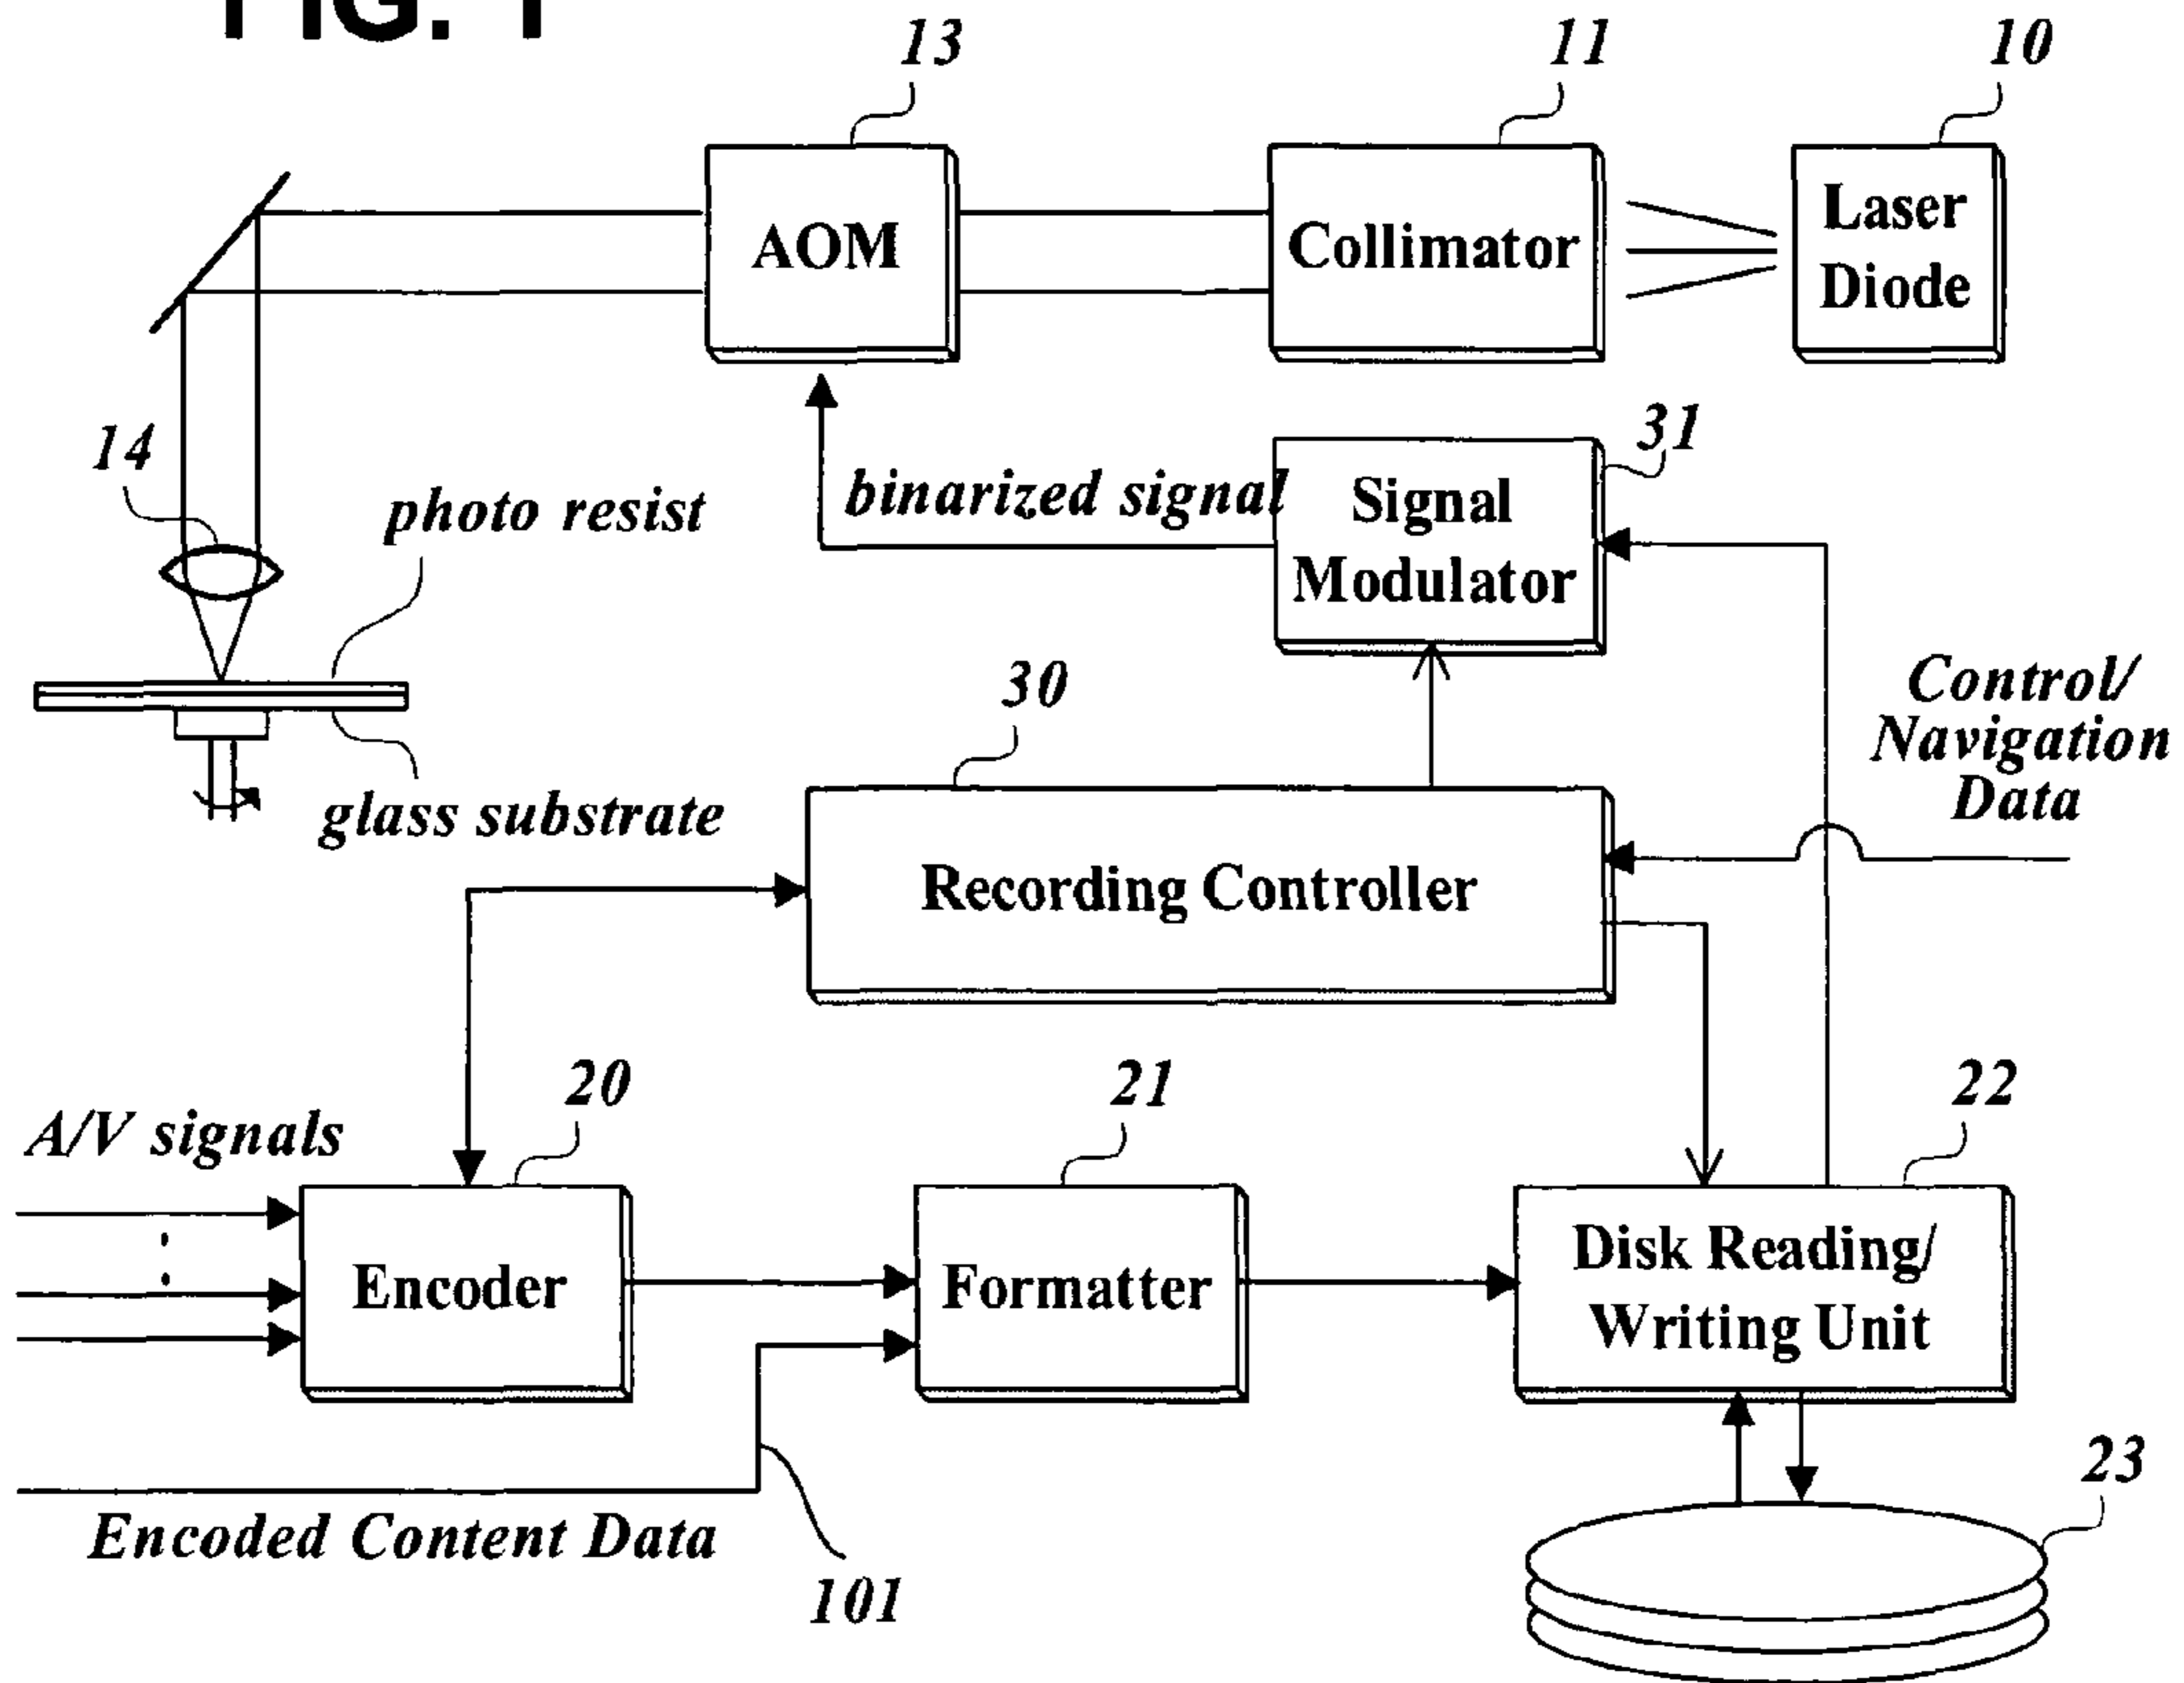 FIG. 1
13
11
10
AOM
Collimator
Laser
Diode
14
photo resist
binarized signal
31
Signal
Modulator
30
Control/
Navigation
Data
glass substrate
Recording Controller
20
21
22
A/V signals
Encoder
Formatter
Disk Reading/
Writing Unit
23
Encoded Content Data
101